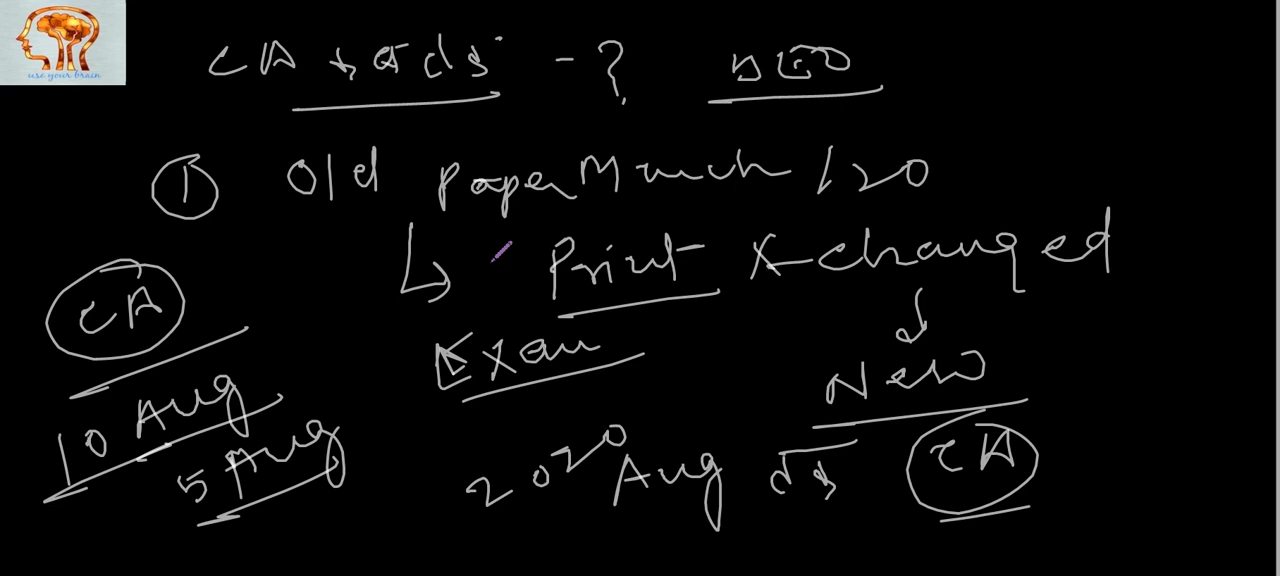 use your brain
CA - ?
① Old paper March /20
Print X changed
Exam
New
CA
10 Aug
5 Aug
2020 Aug CA